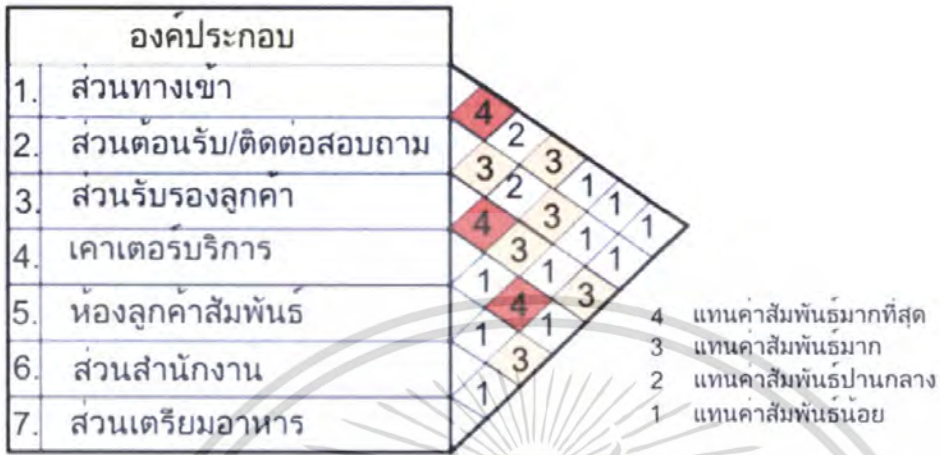 องค์ประกอบ
1. ส่วนทางเข้า
2. ส่วนต้อนรับ/ติดต่อสอบถาม
3. ส่วนรับรองลูกค้า
4. เคาเตอร์บริการ
5. ห้องลูกค้าสัมพันธ์
6. ส่วนสำนักงาน
7. ส่วนเตรียมอาหาร
4 2 3 1 1 1
3 2 3 1 1
4 3 1 3
1 4 1
1 3
1
4 แทนค่าสัมพันธ์มากที่สุด
3 แทนค่าสัมพันธ์มาก
2 แทนค่าสัมพันธ์ปานกลาง
1 แทนค่าสัมพันธ์น้อย